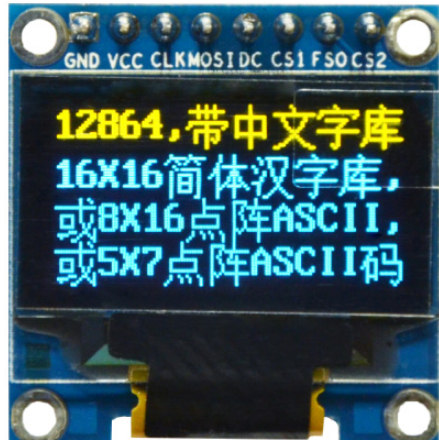 GND VCC CLK MOSI DC CS1 FSO CS2
12864,带中文字库
16X16简体汉字库,
或8X16点阵ASCII,
或5X7点阵ASCII码